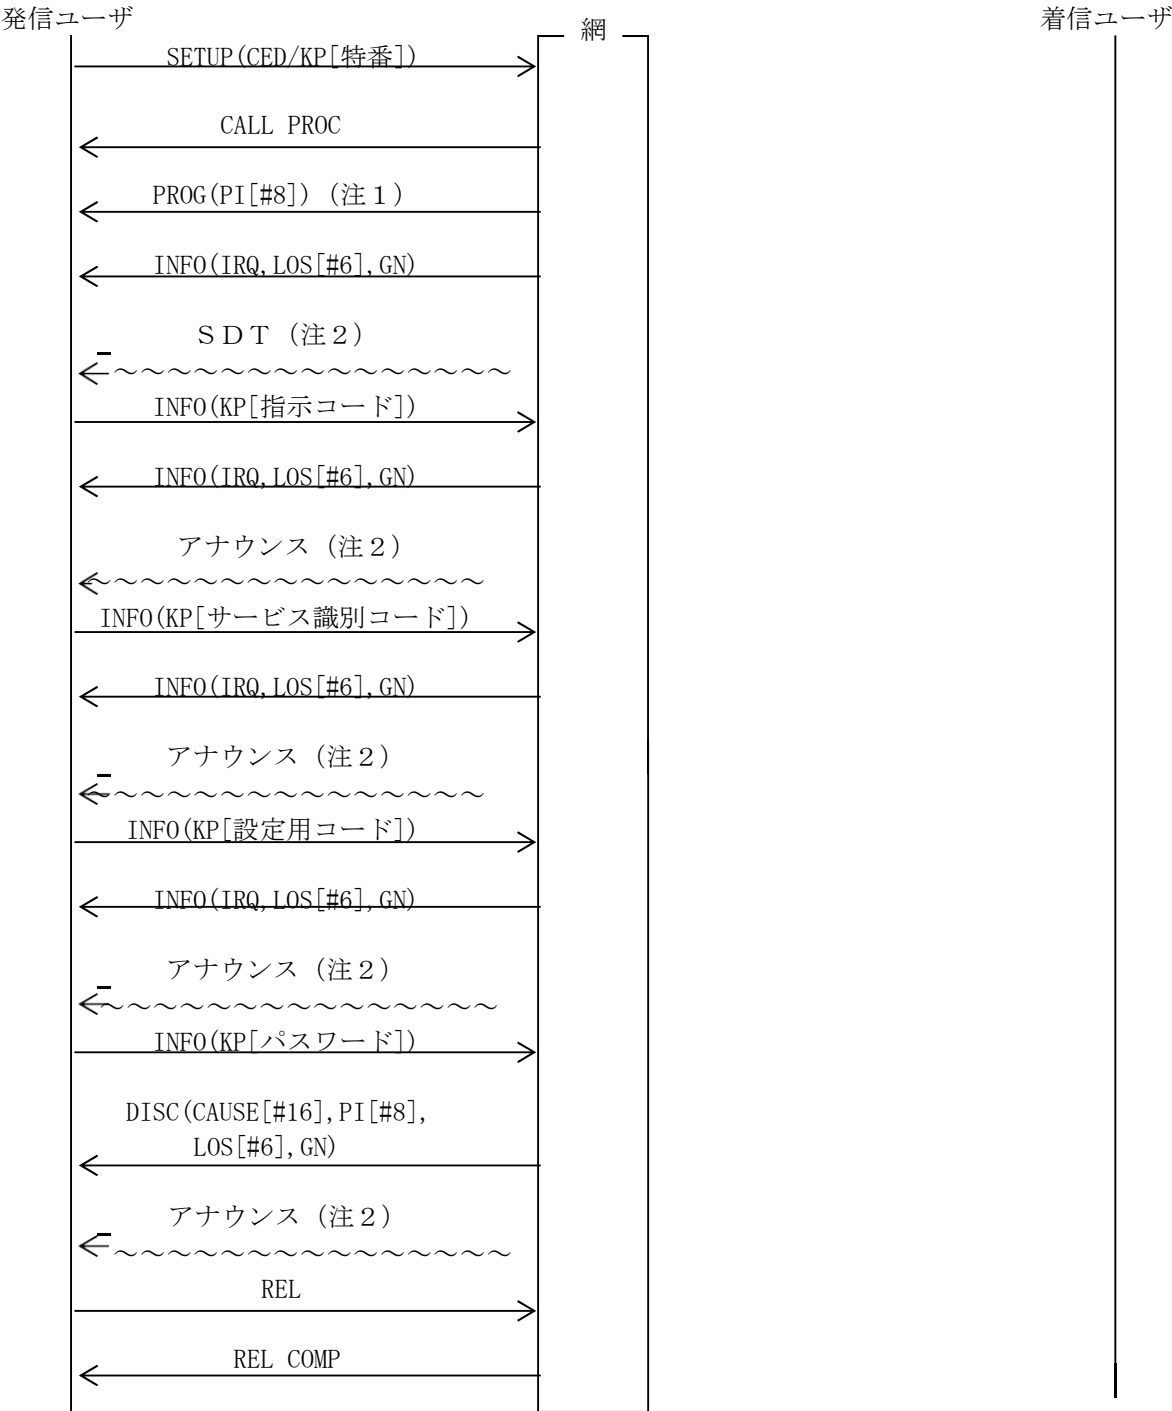 発信ユーザ
網
着信ユーザ
SETUP(CED/KP[特番])
CALL PROC
PROG(PI[#8]) (注１)
INFO(IRQ,LOS[#6],GN)
ＳＤＴ (注２)
～～～～～～～～～～～～～～～
INFO(KP[指示コード])
INFO(IRQ,LOS[#6],GN)
アナウンス (注２)
～～～～～～～～～～～～～～～
INFO(KP[サービス識別コード])
INFO(IRQ,LOS[#6],GN)
アナウンス (注２)
～～～～～～～～～～～～～～～
INFO(KP[設定用コード])
INFO(IRQ,LOS[#6],GN)
アナウンス (注２)
～～～～～～～～～～～～～～～
INFO(KP[パスワード])
DISC(CAUSE[#16],PI[#8],
LOS[#6],GN)
アナウンス (注２)
～～～～～～～～～～～～～～～
REL
REL COMP